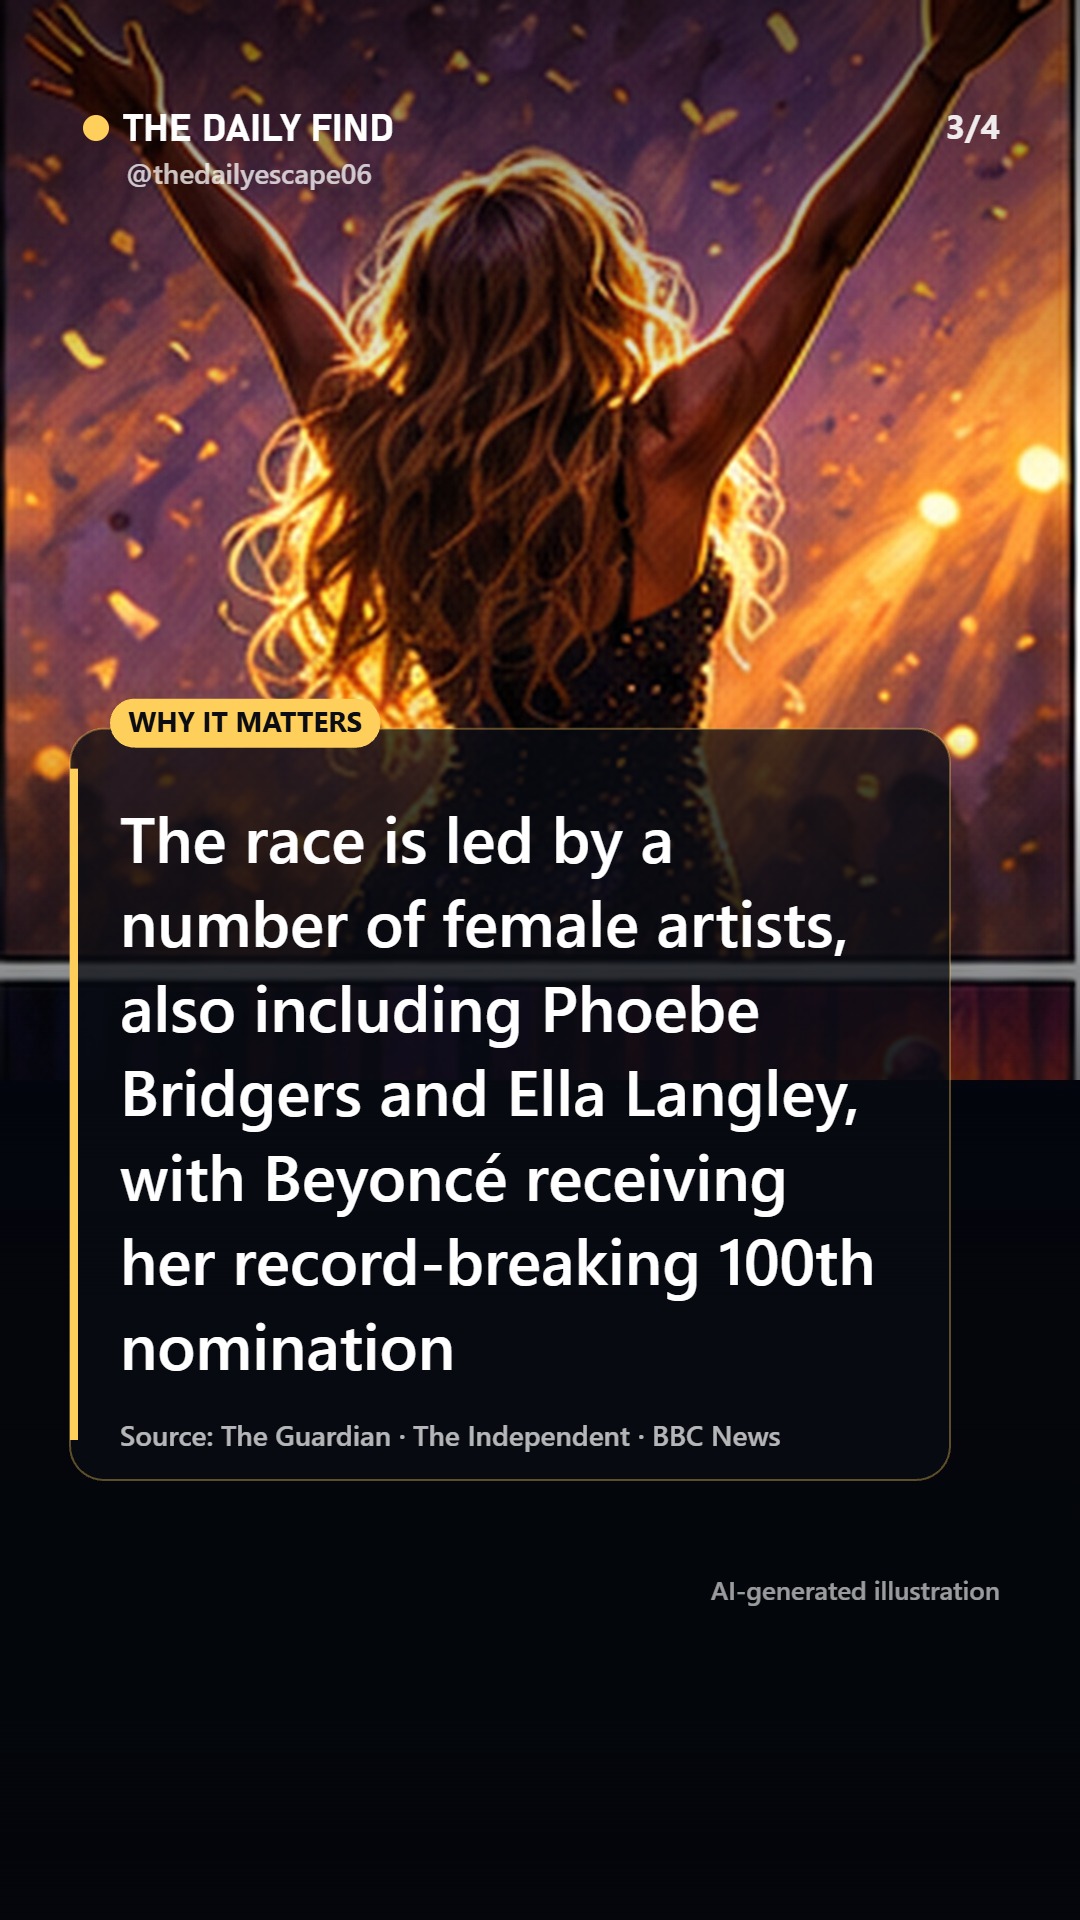 THE DAILY FIND
3/4
@thedailyescape06
WHY IT MATTERS
The race is led by a
number of female artists,
also including Phoebe
Bridgers and Ella Langley,
with Beyoncé receiving
her record-breaking 100th
nomination
Source: The Guardian · The Independent · BBC News
AI-generated illustration